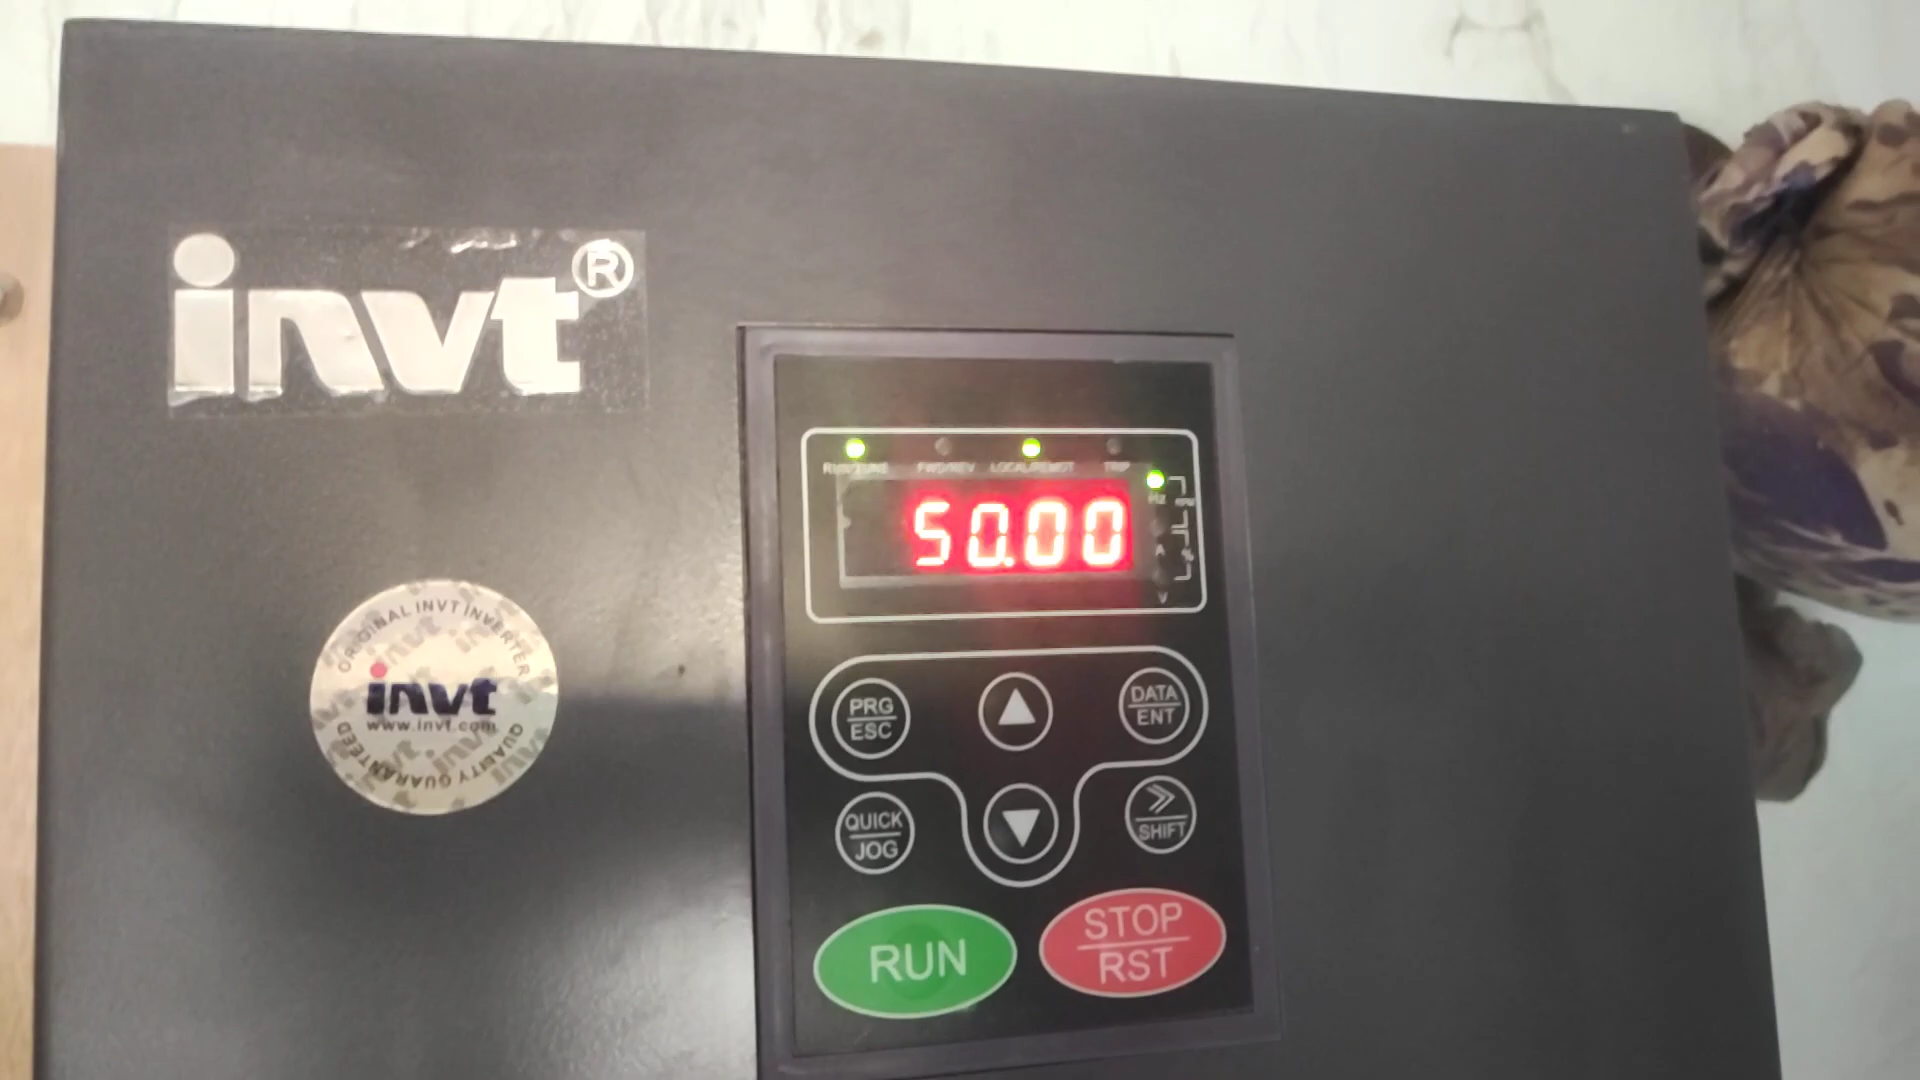 invt®
RUN/TUNE FWD/REV LOCAL/REMOT TRIP
50.00
Hz
A
V
PRG
ESC
DATA
ENT
QUICK
JOG
SHIFT
RUN
STOP
RST
ORIGINAL INVT INVERTER
invt
www.invt.com
QUALITY GUARANTEED